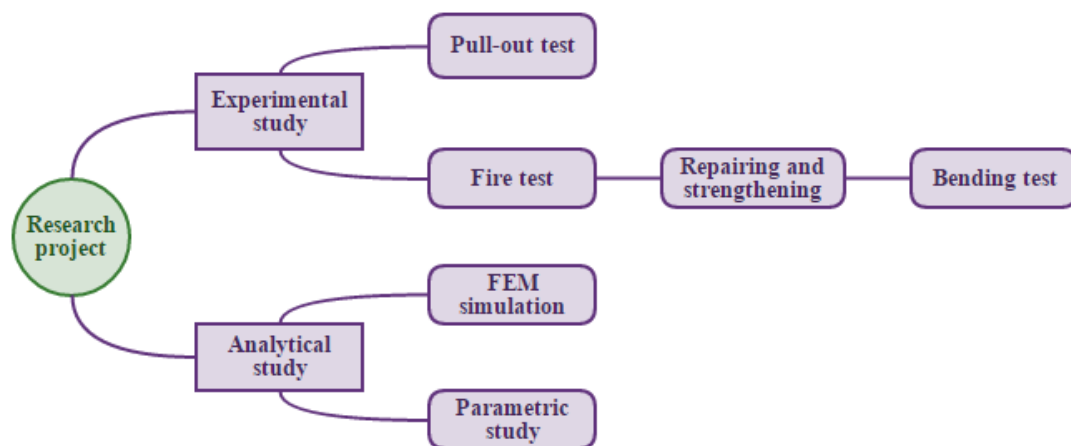 Pull-out test
Experimental
study
Fire test
Repairing and
strengthening
Bending test
Research
project
FEM
simulation
Analytical
study
Parametric
study